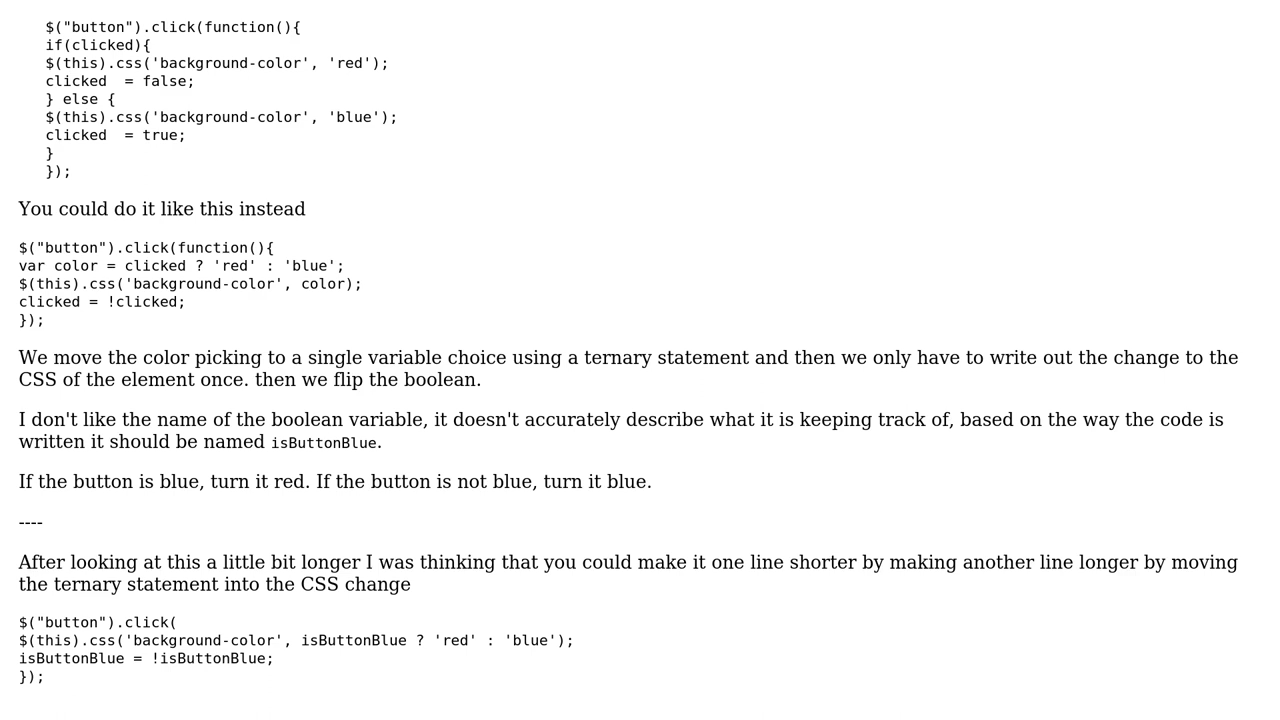 $("button").click(function(){
if(clicked){
$(this).css('background-color', 'red');
clicked  = false;
} else {
$(this).css('background-color', 'blue');
clicked  = true;
}
});
You could do it like this instead
$("button").click(function(){
var color = clicked ? 'red' : 'blue';
$(this).css('background-color', color);
clicked = !clicked;
});
We move the color picking to a single variable choice using a ternary statement and then we only have to write out the change to the
CSS of the element once. then we flip the boolean.
I don't like the name of the boolean variable, it doesn't accurately describe what it is keeping track of, based on the way the code is
written it should be named isButtonBlue.
If the button is blue, turn it red. If the button is not blue, turn it blue.
----
After looking at this a little bit longer I was thinking that you could make it one line shorter by making another line longer by moving
the ternary statement into the CSS change
$("button").click(
$(this).css('background-color', isButtonBlue ? 'red' : 'blue');
isButtonBlue = !isButtonBlue;
});